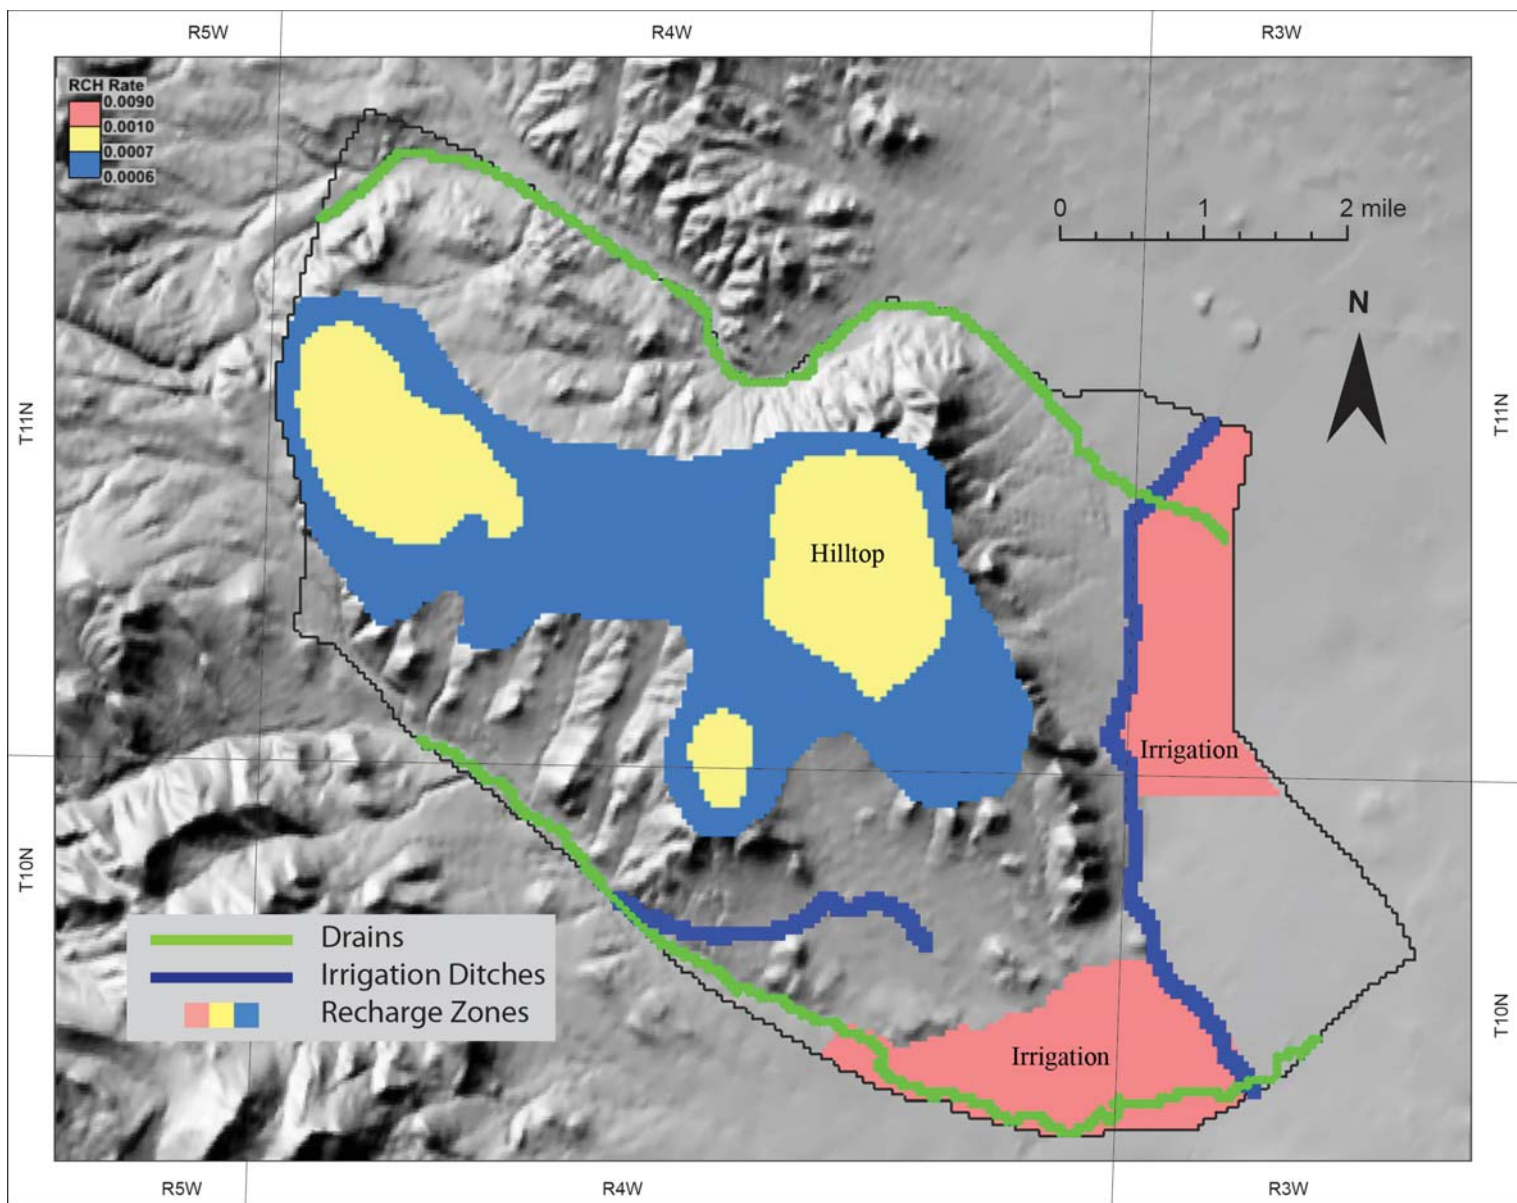 R5W
R4W
R3W
RCH Rate
0.0090
0.0010
0.0007
0.0006
0
1
2 mile
N
T11N
T11N
Hilltop
Irrigation
T10N
Drains
Irrigation Ditches
Recharge Zones
T10N
Irrigation
R5W
R4W
R3W